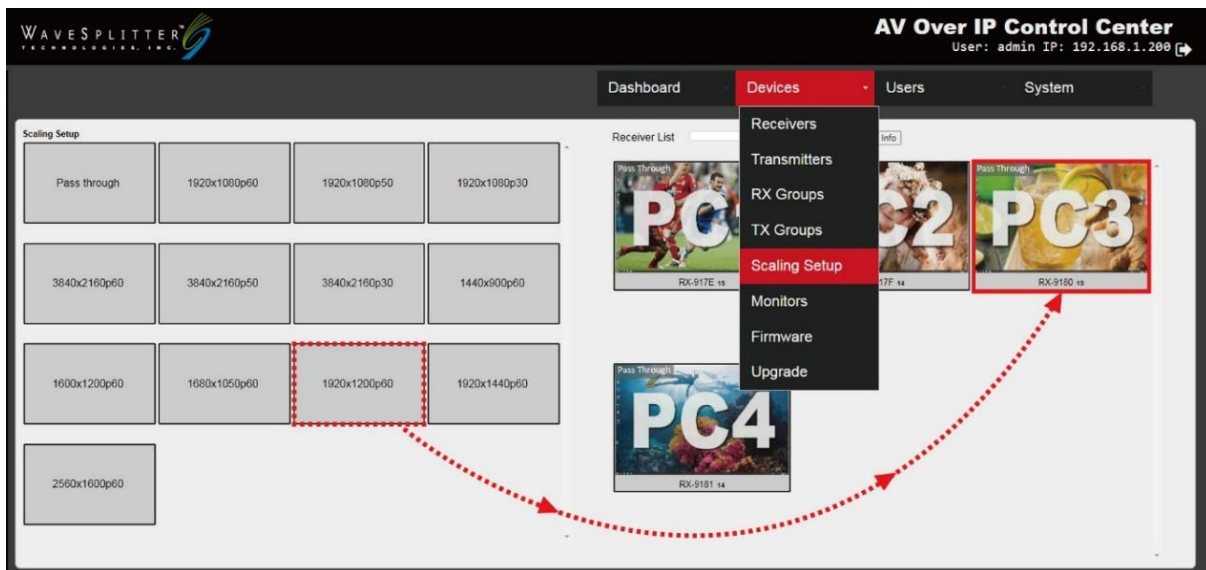 WAVESPLITTER™
TECHNOLOGIES, INC.
AV Over IP Control Center
User: admin IP: 192.168.1.200
Dashboard
Devices
Users
System
Receivers
Transmitters
RX Groups
TX Groups
Scaling Setup
Monitors
Firmware
Upgrade
Scaling Setup
Pass through
1920x1080p60
1920x1080p50
1920x1080p30
3840x2160p60
3840x2160p50
3840x2160p30
1440x900p60
1600x1200p60
1680x1050p60
1920x1200p60
1920x1440p60
2560x1600p60
Receiver List
Info
Pass Through
PC
RX-917E 15
C2
17F 14
Pass Through
PC3
RX-9180 15
Pass Through
PC4
RX-9181 14